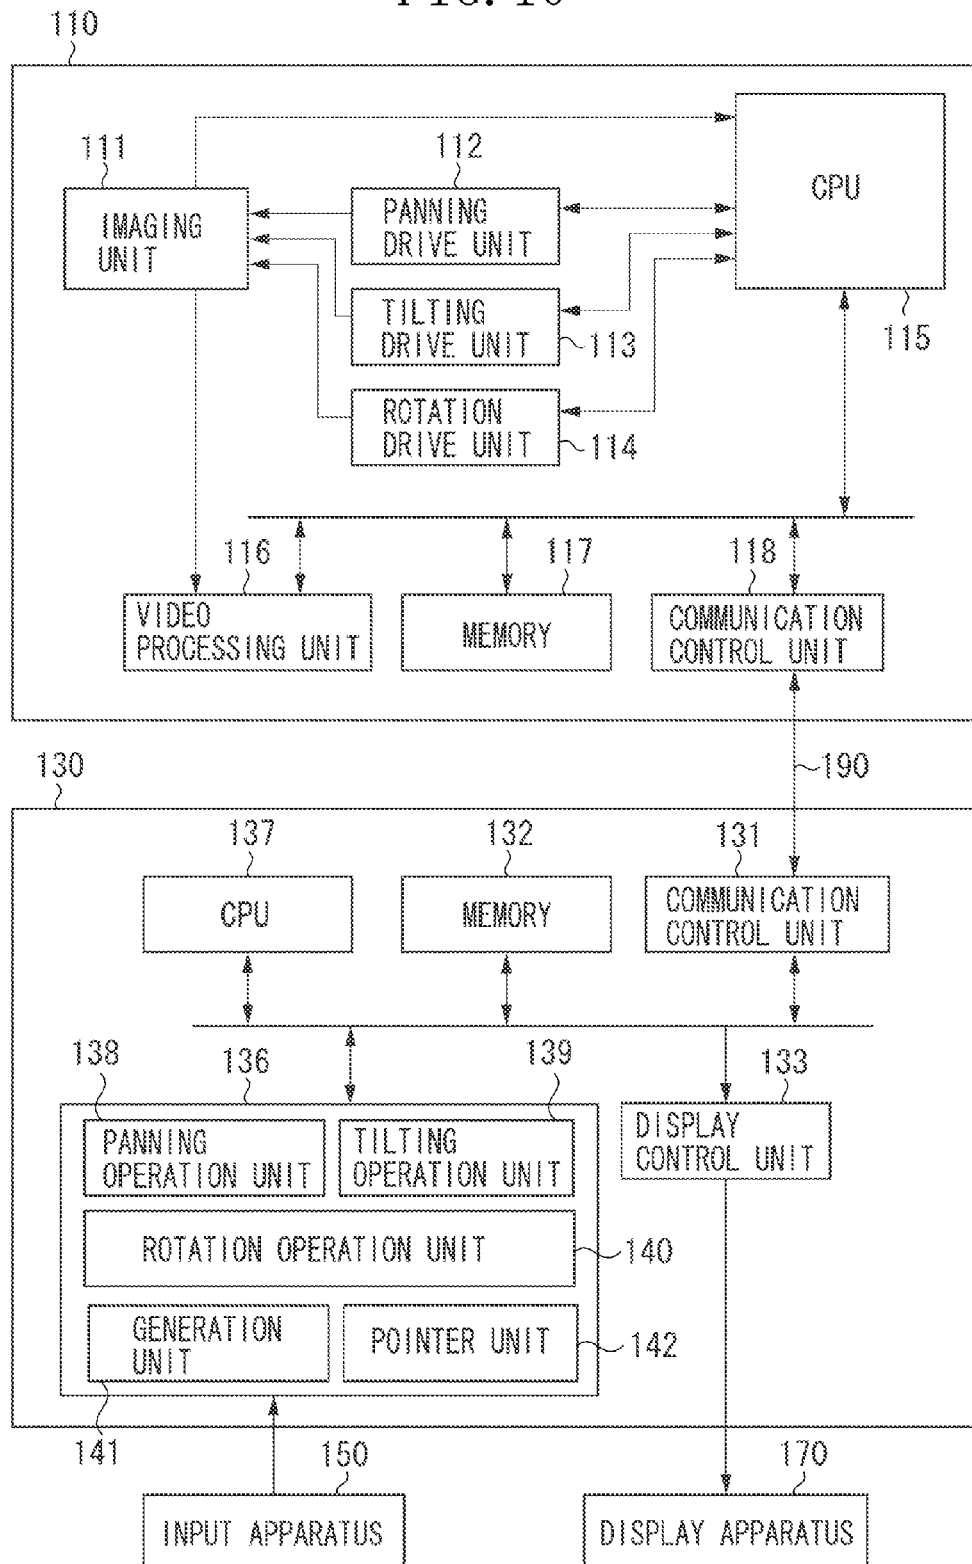 110
111
112
IMAGING
UNIT
PANNING
DRIVE UNIT
CPU
TILTING
DRIVE UNIT
113
115
ROTATION
DRIVE UNIT
114
116
117
118
VIDEO
PROCESSING UNIT
MEMORY
COMMUNICATION
CONTROL UNIT
190
130
137
132
131
CPU
MEMORY
COMMUNICATION
CONTROL UNIT
138
136
139
133
PANNING
OPERATION UNIT
TILTING
OPERATION UNIT
DISPLAY
CONTROL UNIT
ROTATION OPERATION UNIT
140
GENERATION
UNIT
POINTER UNIT
142
141
150
170
INPUT APPARATUS
DISPLAY APPARATUS